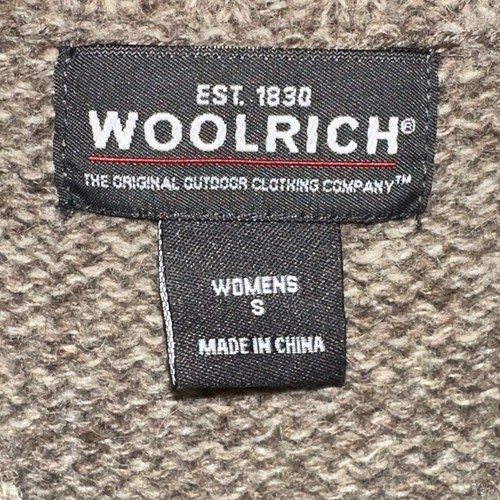 EST. 1830
WOOLRICH®
THE ORIGINAL OUTDOOR CLOTHING COMPANY™
WOMENS
S
MADE IN CHINA